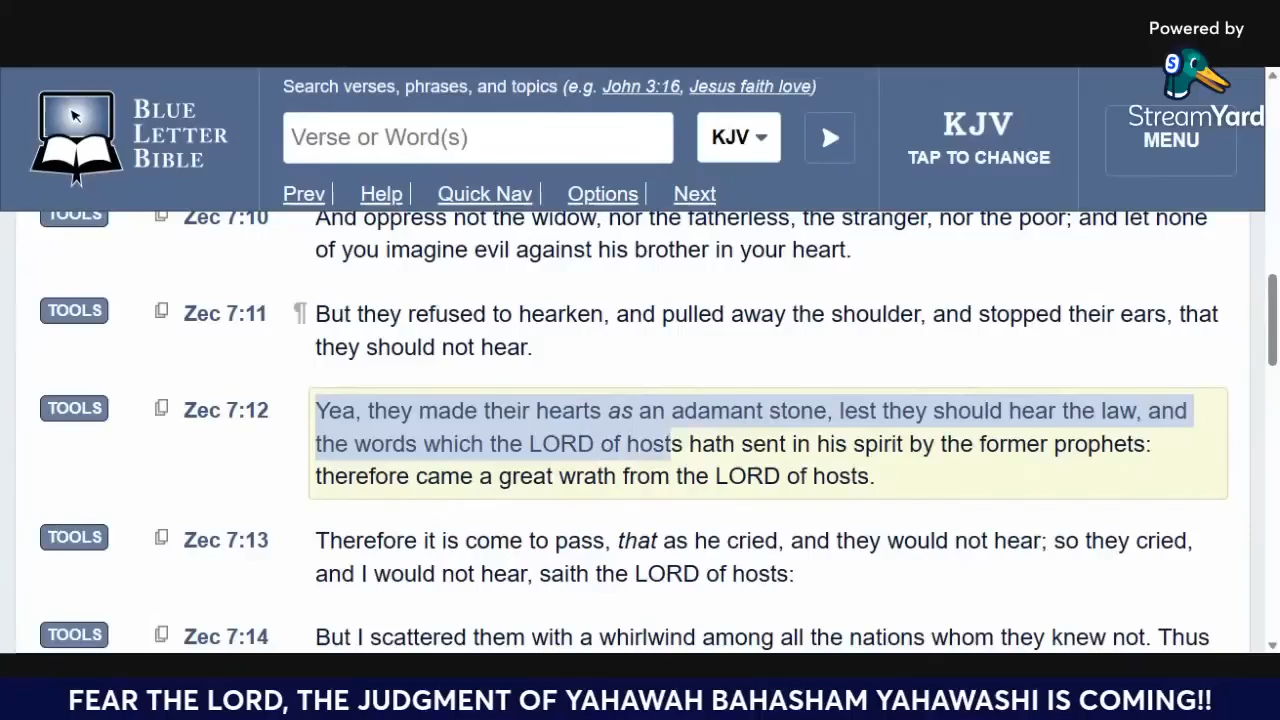 Powered by
StreamYard
BLUE
LETTER
BIBLE
Search verses, phrases, and topics (e.g. John 3:16, Jesus faith love)
Verse or Word(s)
KJV
KJV
TAP TO CHANGE
MENU
Prev
Help
Quick Nav
Options
Next
TOOLS Zec 7:10 And oppress not the widow, nor the fatherless, the stranger, nor the poor; and let none
of you imagine evil against his brother in your heart.
TOOLS Zec 7:11 ¶ But they refused to hearken, and pulled away the shoulder, and stopped their ears, that
they should not hear.
TOOLS Zec 7:12 Yea, they made their hearts as an adamant stone, lest they should hear the law, and
the words which the LORD of hosts hath sent in his spirit by the former prophets:
therefore came a great wrath from the LORD of hosts.
TOOLS Zec 7:13 Therefore it is come to pass, that as he cried, and they would not hear; so they cried,
and I would not hear, saith the LORD of hosts:
TOOLS Zec 7:14 But I scattered them with a whirlwind among all the nations whom they knew not. Thus
FEAR THE LORD, THE JUDGMENT OF YAHAWAH BAHASHAM YAHAWASHI IS COMING!!